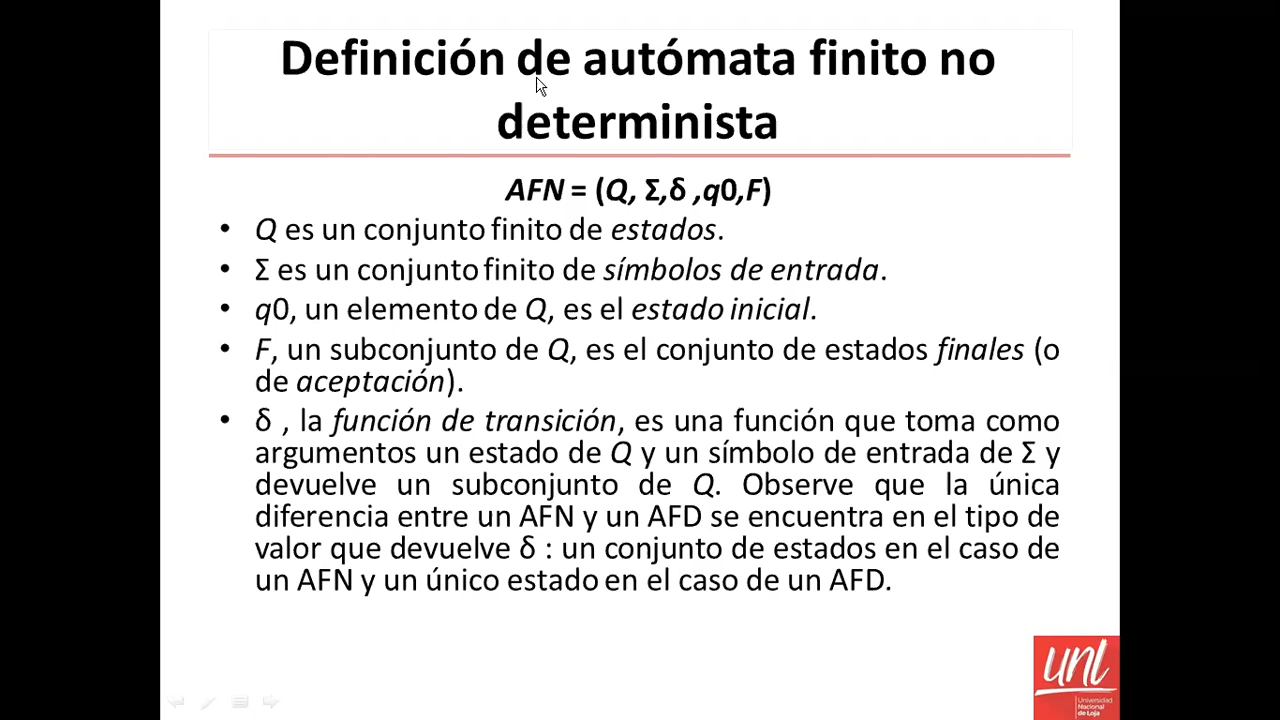 Definición de autómata finito no
determinista
AFN = (Q, Σ,δ ,q0,F)
• Q es un conjunto finito de estados.
• Σ es un conjunto finito de símbolos de entrada.
• q0, un elemento de Q, es el estado inicial.
• F, un subconjunto de Q, es el conjunto de estados finales (o
de aceptación).
• δ , la función de transición, es una función que toma como
argumentos un estado de Q y un símbolo de entrada de Σ y
devuelve un subconjunto de Q. Observe que la única
diferencia entre un AFN y un AFD se encuentra en el tipo de
valor que devuelve δ : un conjunto de estados en el caso de
un AFN y un único estado en el caso de un AFD.
unl
Universidad
Nacional
de Loja